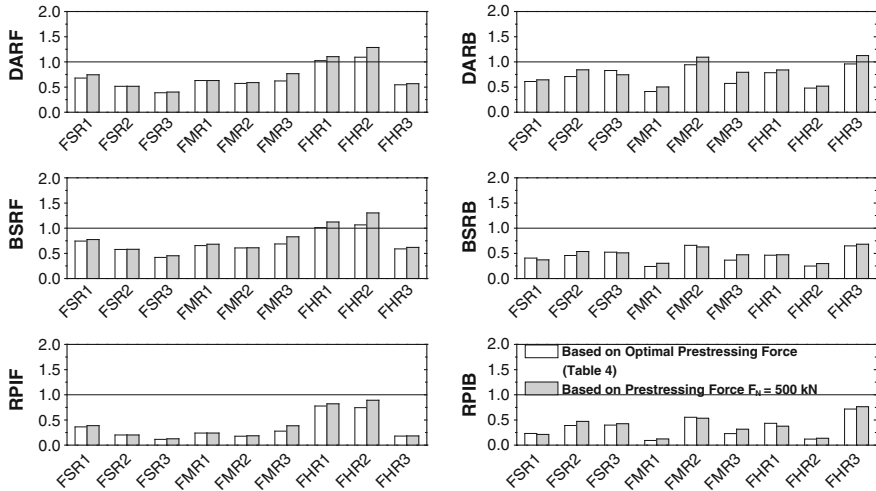 DARF
2.0
1.5
1.0
0.5
0.0
FSR1 FSR2 FSR3 FMR1 FMR2 FMR3 FHR1 FHR2 FHR3
DARB
2.0
1.5
1.0
0.5
0.0
FSR1 FSR2 FSR3 FMR1 FMR2 FMR3 FHR1 FHR2 FHR3
BSRF
2.0
1.5
1.0
0.5
0.0
FSR1 FSR2 FSR3 FMR1 FMR2 FMR3 FHR1 FHR2 FHR3
BSRB
2.0
1.5
1.0
0.5
0.0
FSR1 FSR2 FSR3 FMR1 FMR2 FMR3 FHR1 FHR2 FHR3
RPIF
2.0
1.5
1.0
0.5
0.0
FSR1 FSR2 FSR3 FMR1 FMR2 FMR3 FHR1 FHR2 FHR3
RPIB
2.0
1.5
1.0
0.5
0.0
Based on Optimal Prestressing Force
(Table 4)
Based on Prestressing Force F_N = 500 kN
FSR1 FSR2 FSR3 FMR1 FMR2 FMR3 FHR1 FHR2 FHR3